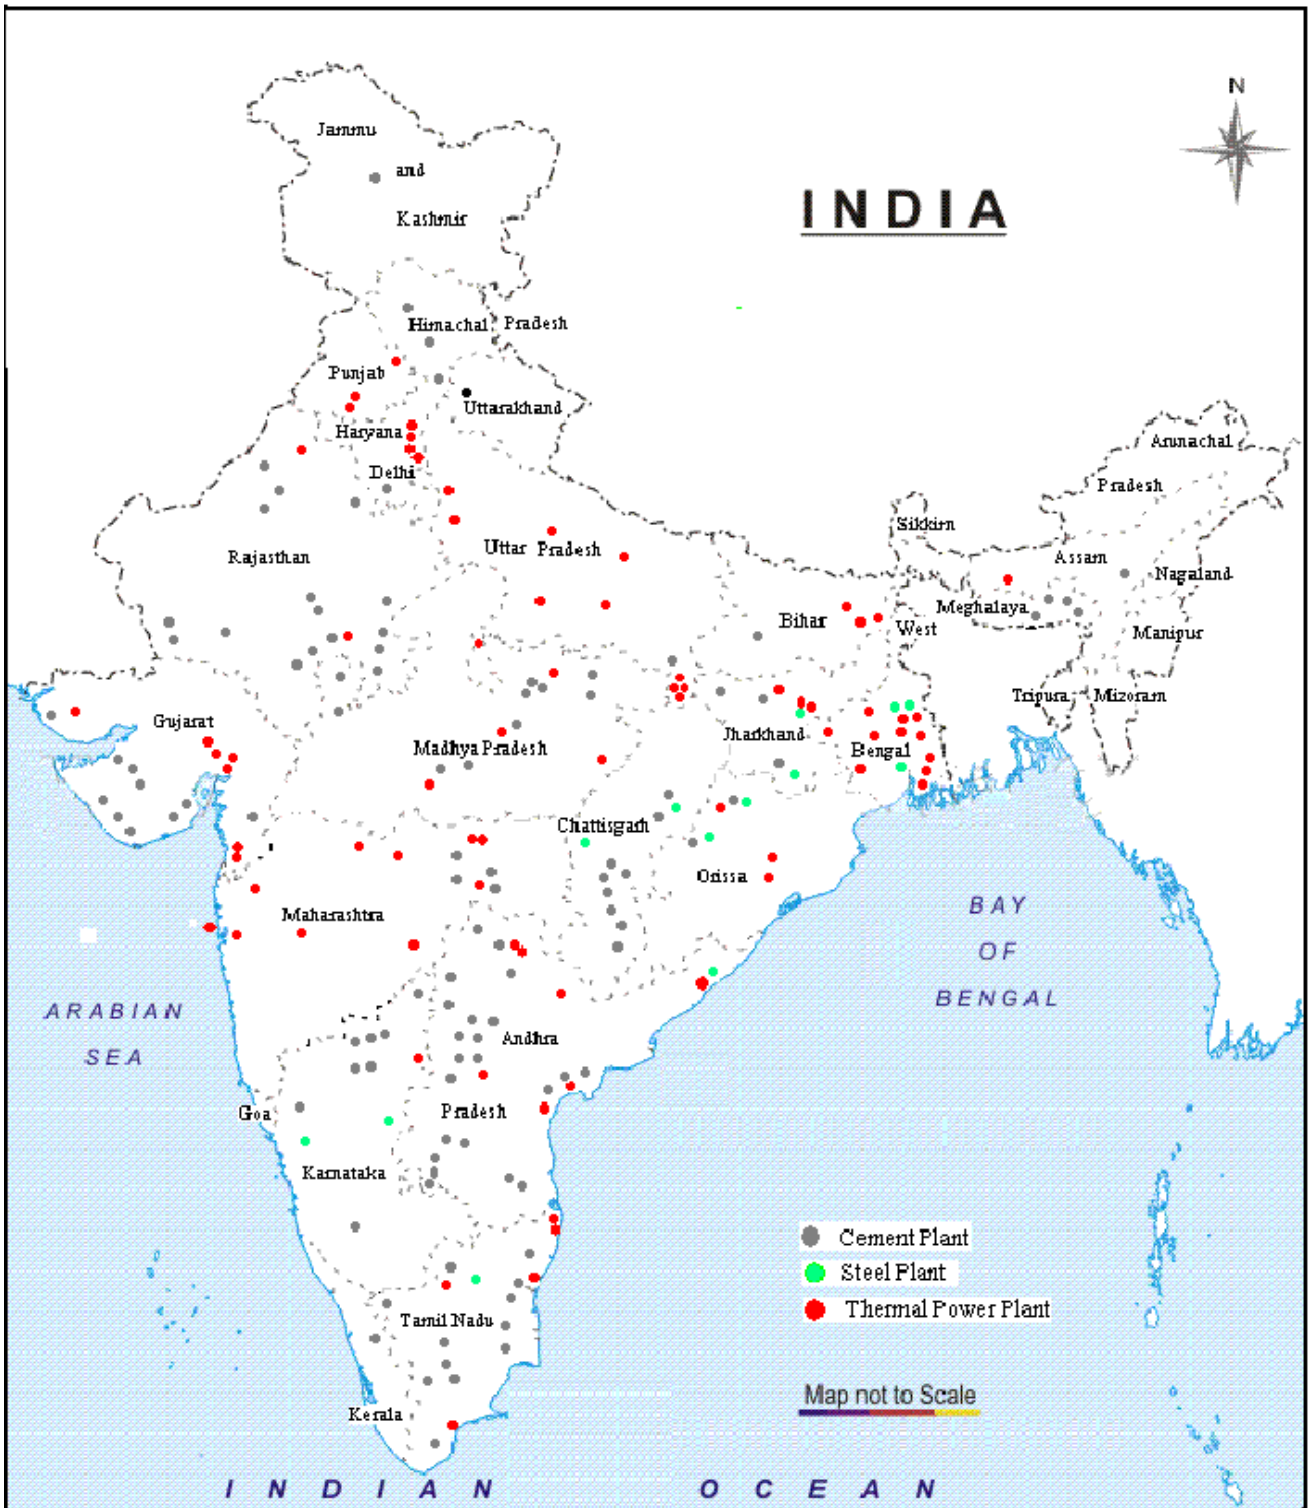 N
INDIA
Jammu
and
Kashmir
Himachal Pradesh
Punjab
Uttarakhand
Haryana
Delhi
Arunachal
Pradesh
Sikkim
Rajasthan
Uttar Pradesh
Assam
Nagaland
Meghalaya
Bihar
West
Manipur
Tripura
Mizoram
Gujarat
Jharkhand
Madhya Pradesh
Bengal
Chattisgarh
Orissa
Maharashtra
BAY
OF
BENGAL
ARABIAN
SEA
Andhra
Goa
Pradesh
Karnataka
Cement Plant
Steel Plant
Thermal Power Plant
Tamil Nadu
Map not to Scale
Kerala
INDIAN OCEAN